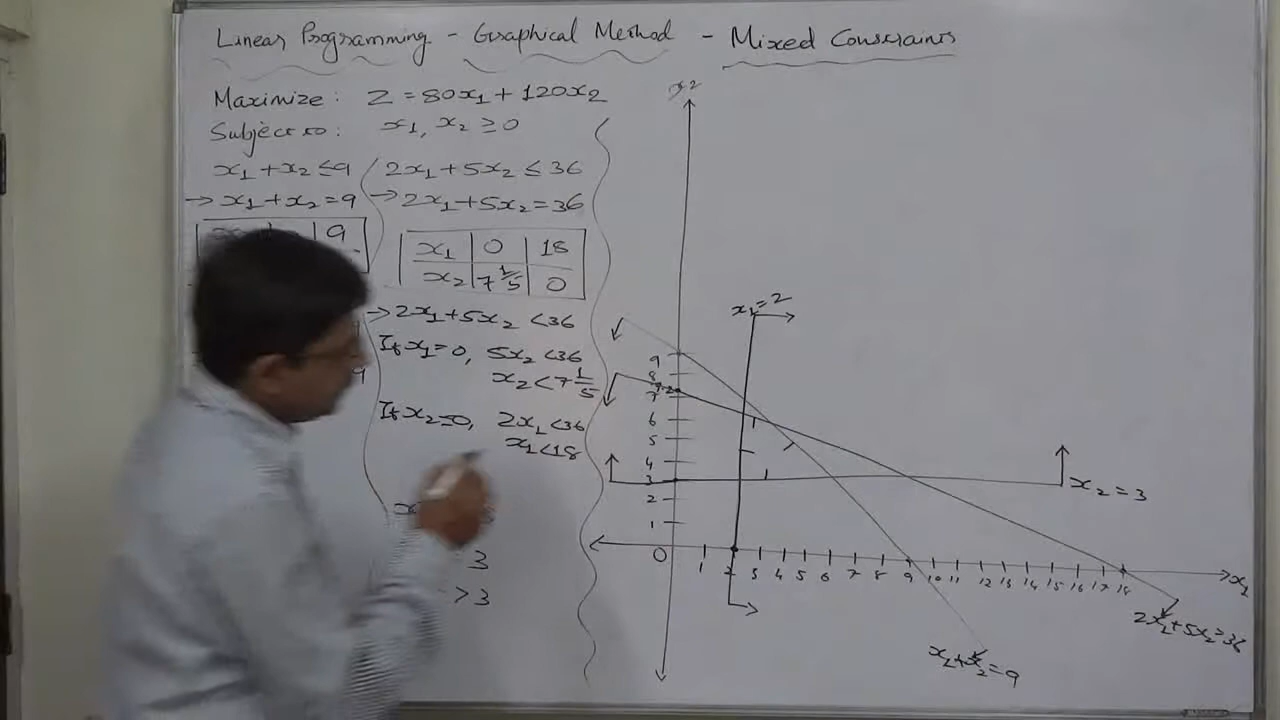 Linear Programming - Graphical Method - Mixed Constraints
Maximize: Z = 80x1 + 120x2
Subject to: x1, x2 ≥ 0
x1 + x2 ≤ 9
→ x1 + x2 = 9
9
9
2x1 + 5x2 ≤ 36
→ 2x1 + 5x2 = 36
x1 | 0 | 18
x2 | 7 1/5 | 0
→ 2x1 + 5x2 < 36
If x1 = 0, 5x2 < 36
x2 < 7 1/5
If x2 = 0, 2x1 < 36
x1 < 18
3
> 3
x2
x1 = 2
9
8
7.2
7
6
5
4
3
2
1
0
1 2 3 4 5 6 7 8 9 10 11 12 13 14 15 16 17 18
x1
x2 = 3
2x1 + 5x2 = 36
x1 + x2 = 9